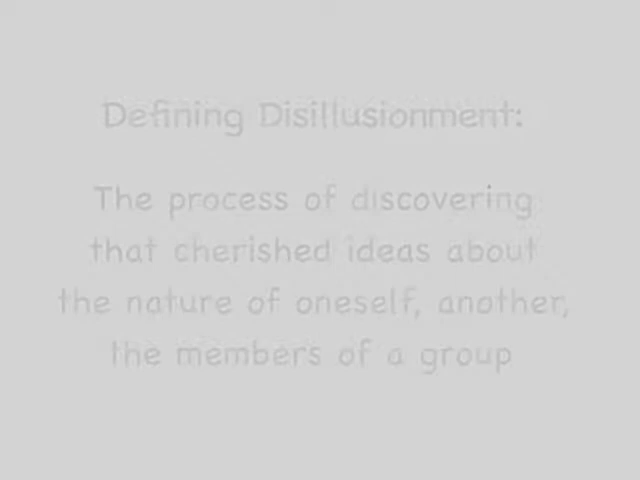 Defining Disillusionment:
The process of discovering
that cherished ideas about
the nature of oneself, another,
the members of a group